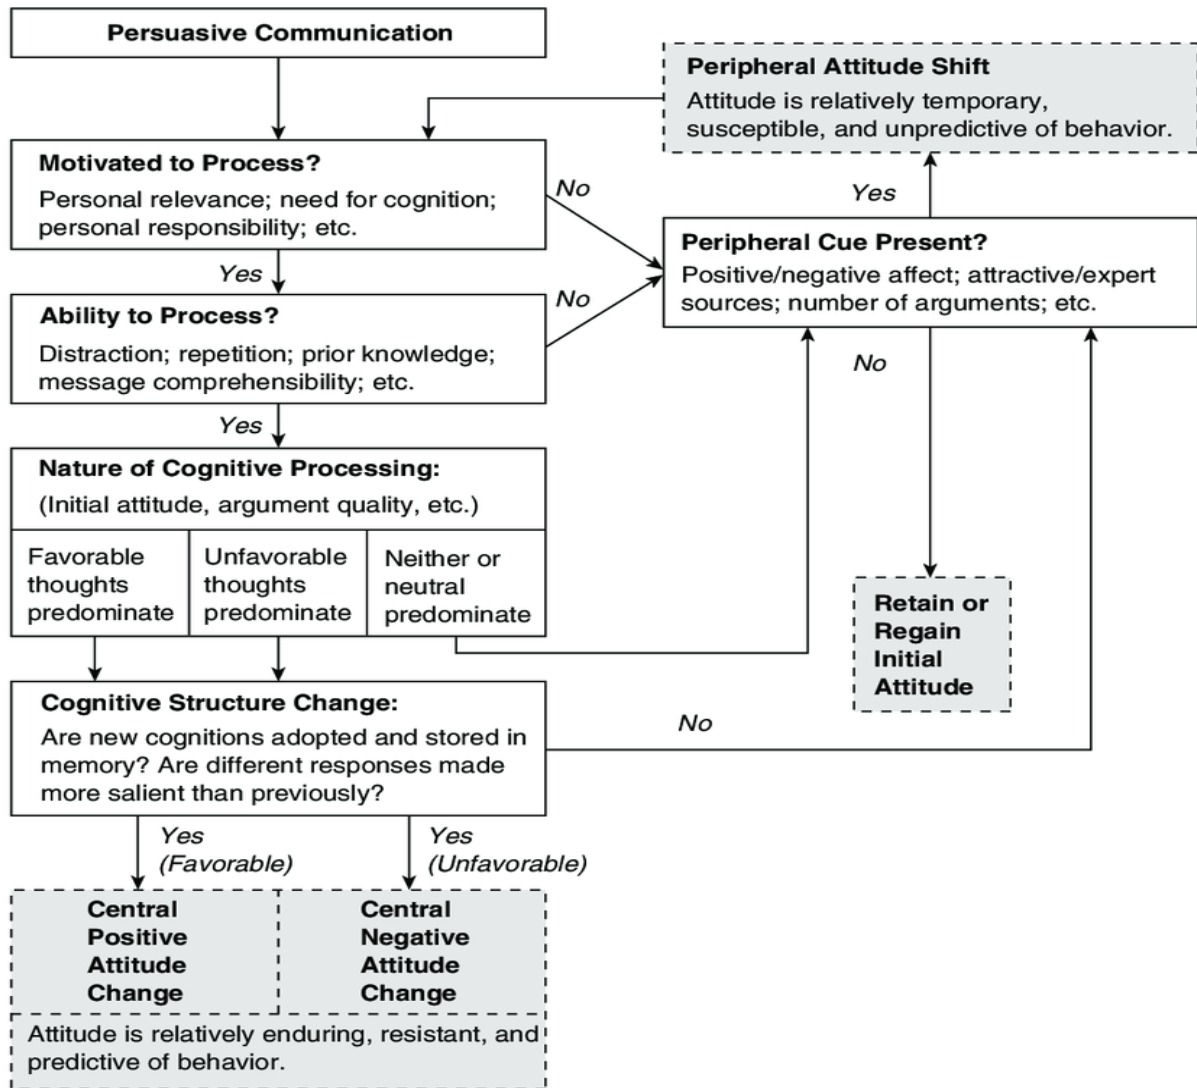 Persuasive Communication
Peripheral Attitude Shift
Attitude is relatively temporary,
susceptible, and unpredictive of behavior.
Motivated to Process?
Personal relevance; need for cognition;
personal responsibility; etc.
No
Yes
Peripheral Cue Present?
Positive/negative affect; attractive/expert
sources; number of arguments; etc.
Yes
No
Ability to Process?
Distraction; repetition; prior knowledge;
message comprehensibility; etc.
No
Yes
Nature of Cognitive Processing:
(Initial attitude, argument quality, etc.)
Favorable
thoughts
predominate
Unfavorable
thoughts
predominate
Neither or
neutral
predominate
Retain or
Regain
Initial
Attitude
Cognitive Structure Change:
Are new cognitions adopted and stored in
memory? Are different responses made
more salient than previously?
No
Yes
(Favorable)
Yes
(Unfavorable)
Central
Positive
Attitude
Change
Central
Negative
Attitude
Change
Attitude is relatively enduring, resistant, and
predictive of behavior.